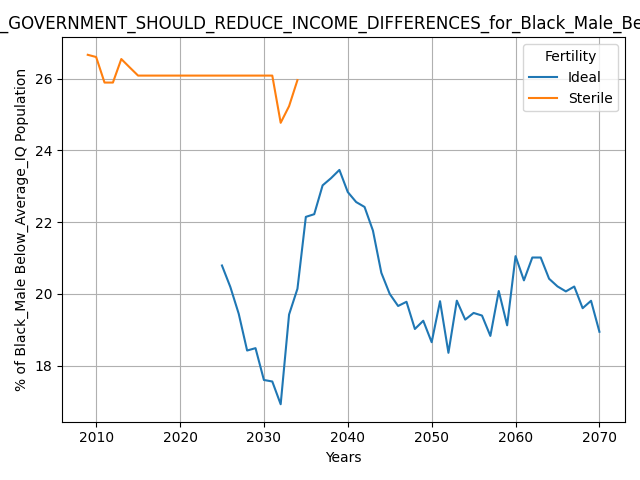 _GOVERNMENT_SHOULD_REDUCE_INCOME_DIFFERENCES_for_Black_Male_Be
Fertility
Ideal
Sterile
% of Black_Male Below_Average_IQ Population
26
24
22
20
18
2010 2020 2030 2040 2050 2060 2070
Years